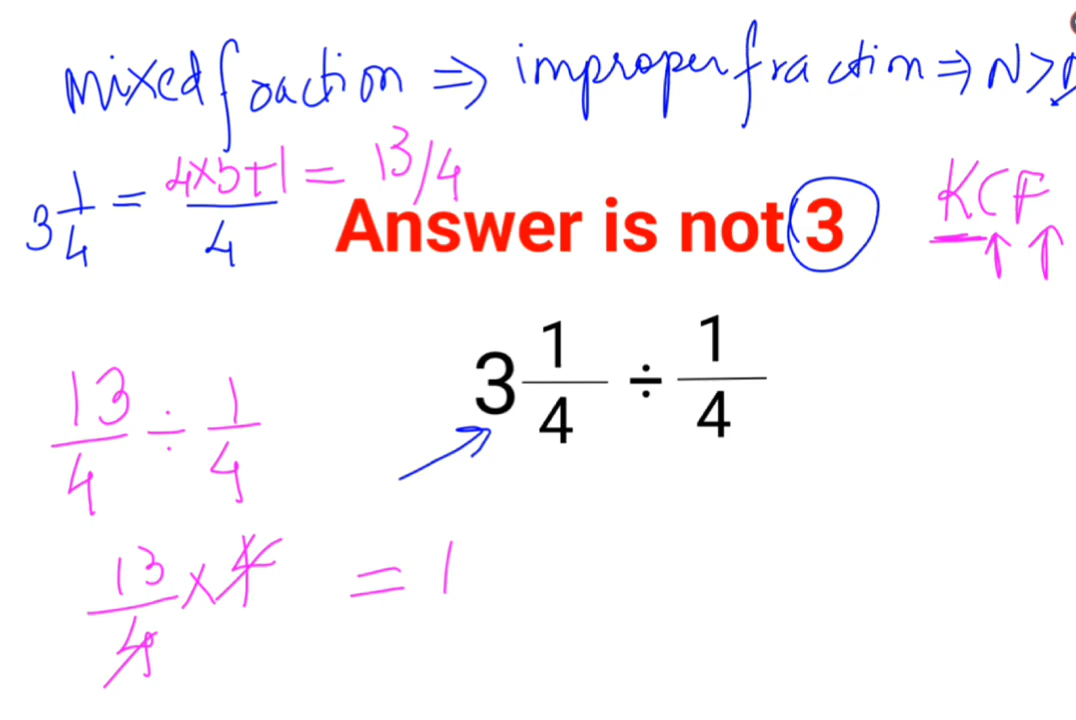 mixed fraction ⇒ improper fraction ⇒ N>D
3 1/4 = (4×3+1)/4 = 13/4
KCF
Answer is not 3
3 1/4 ÷ 1/4
13/4 ÷ 1/4
13/4 × 4 = 1